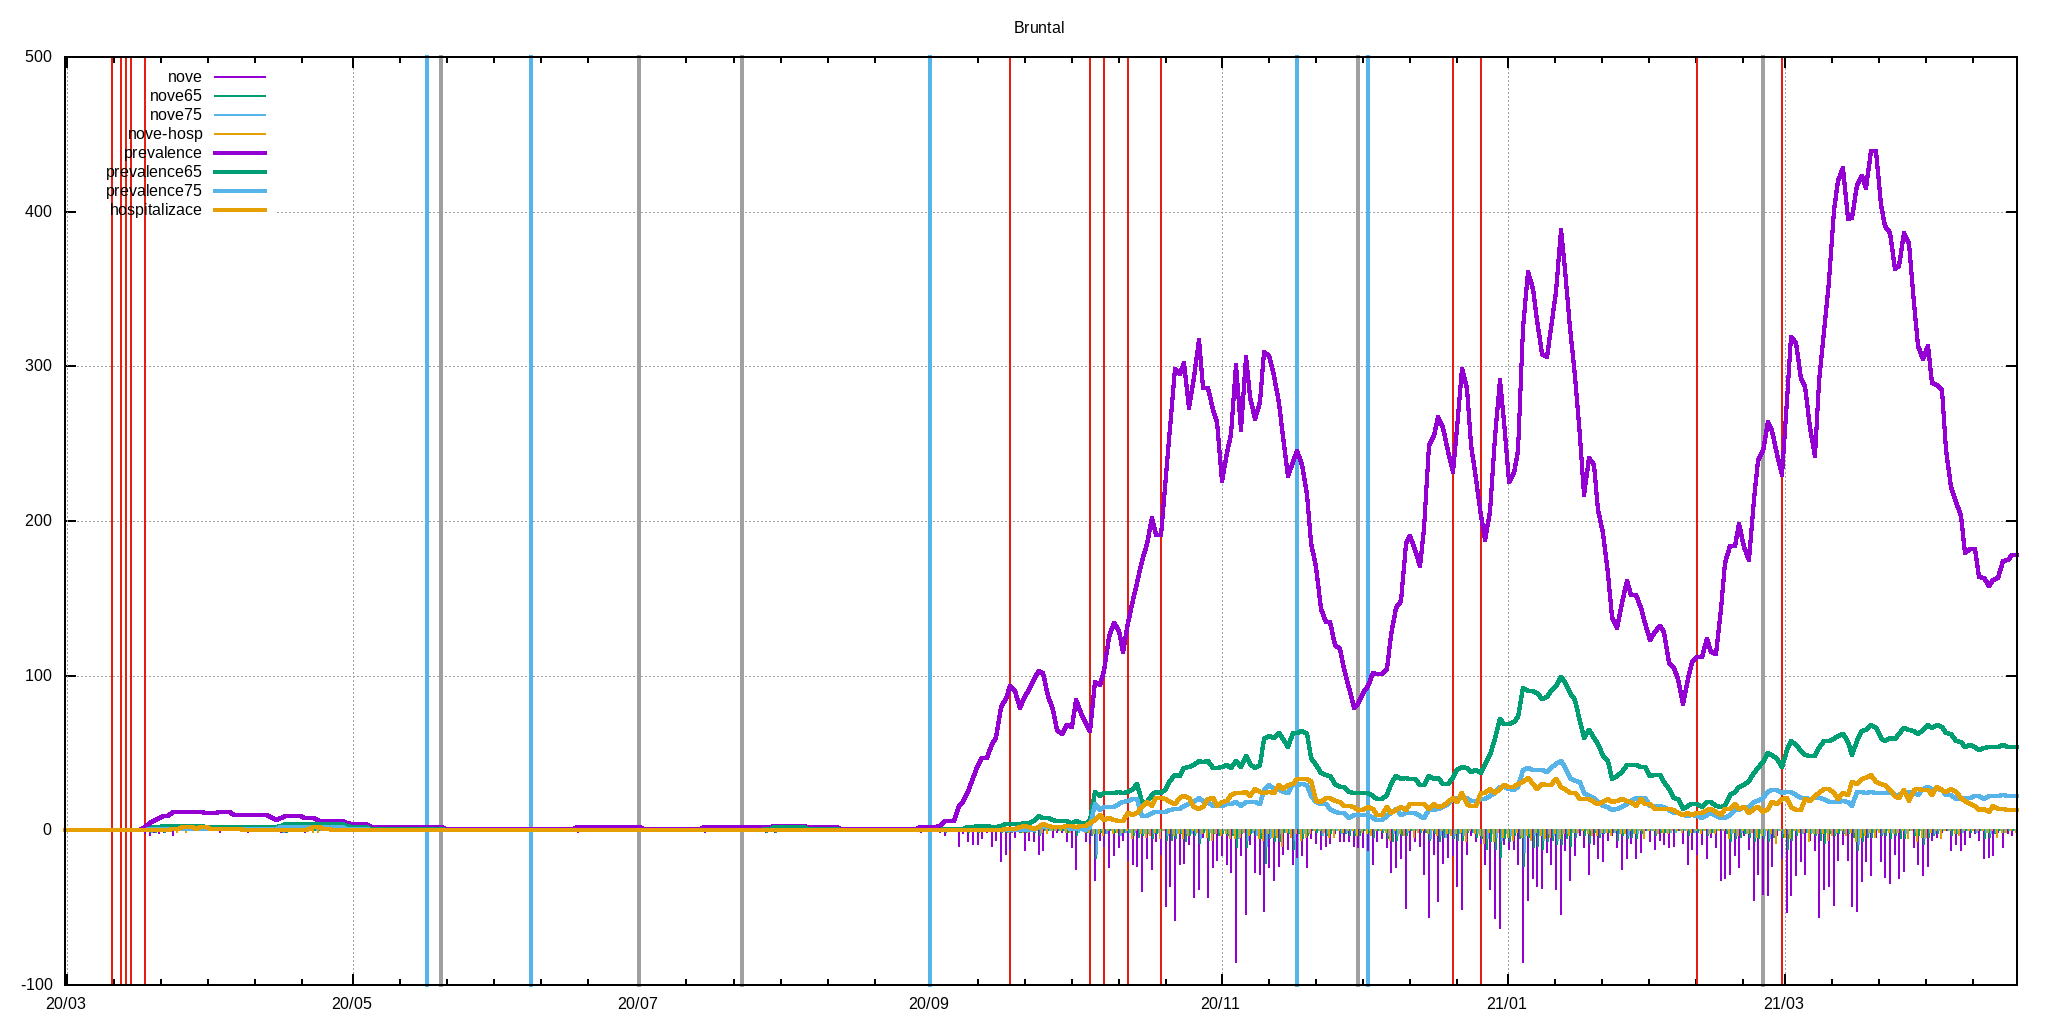 Bruntal
500
400
300
200
100
0
-100
nove
nove65
nove75
nove-hosp
prevalence
prevalence65
prevalence75
hospitalizace
20/03 20/05 20/07 20/09 20/11 21/01 21/03